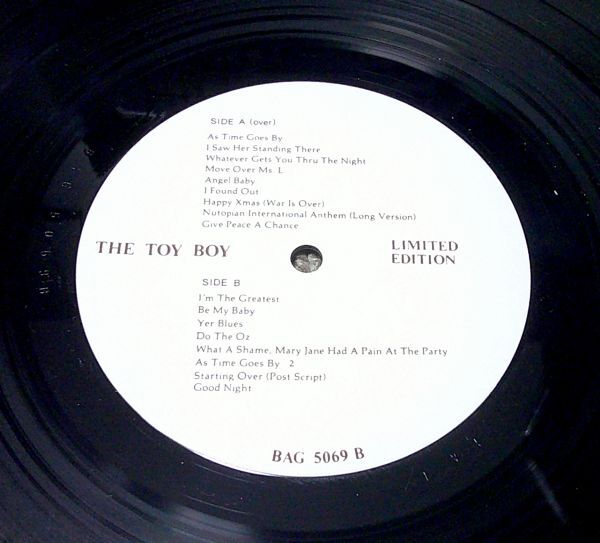 SIDE A (over)
As Time Goes By
I Saw Her Standing There
Whatever Gets You Thru The Night
Move Over Ms. L
Angel Baby
I Found Out
Happy Xmas (War Is Over)
Nutopian International Anthem (Long Version)
Give Peace A Chance
THE TOY BOY
LIMITED
EDITION
SIDE B
I'm The Greatest
Be My Baby
Yer Blues
Do The Oz
What A Shame, Mary Jane Had A Pain At The Party
As Time Goes By 2
Starting Over (Post Script)
Good Night
BAG 5069 B